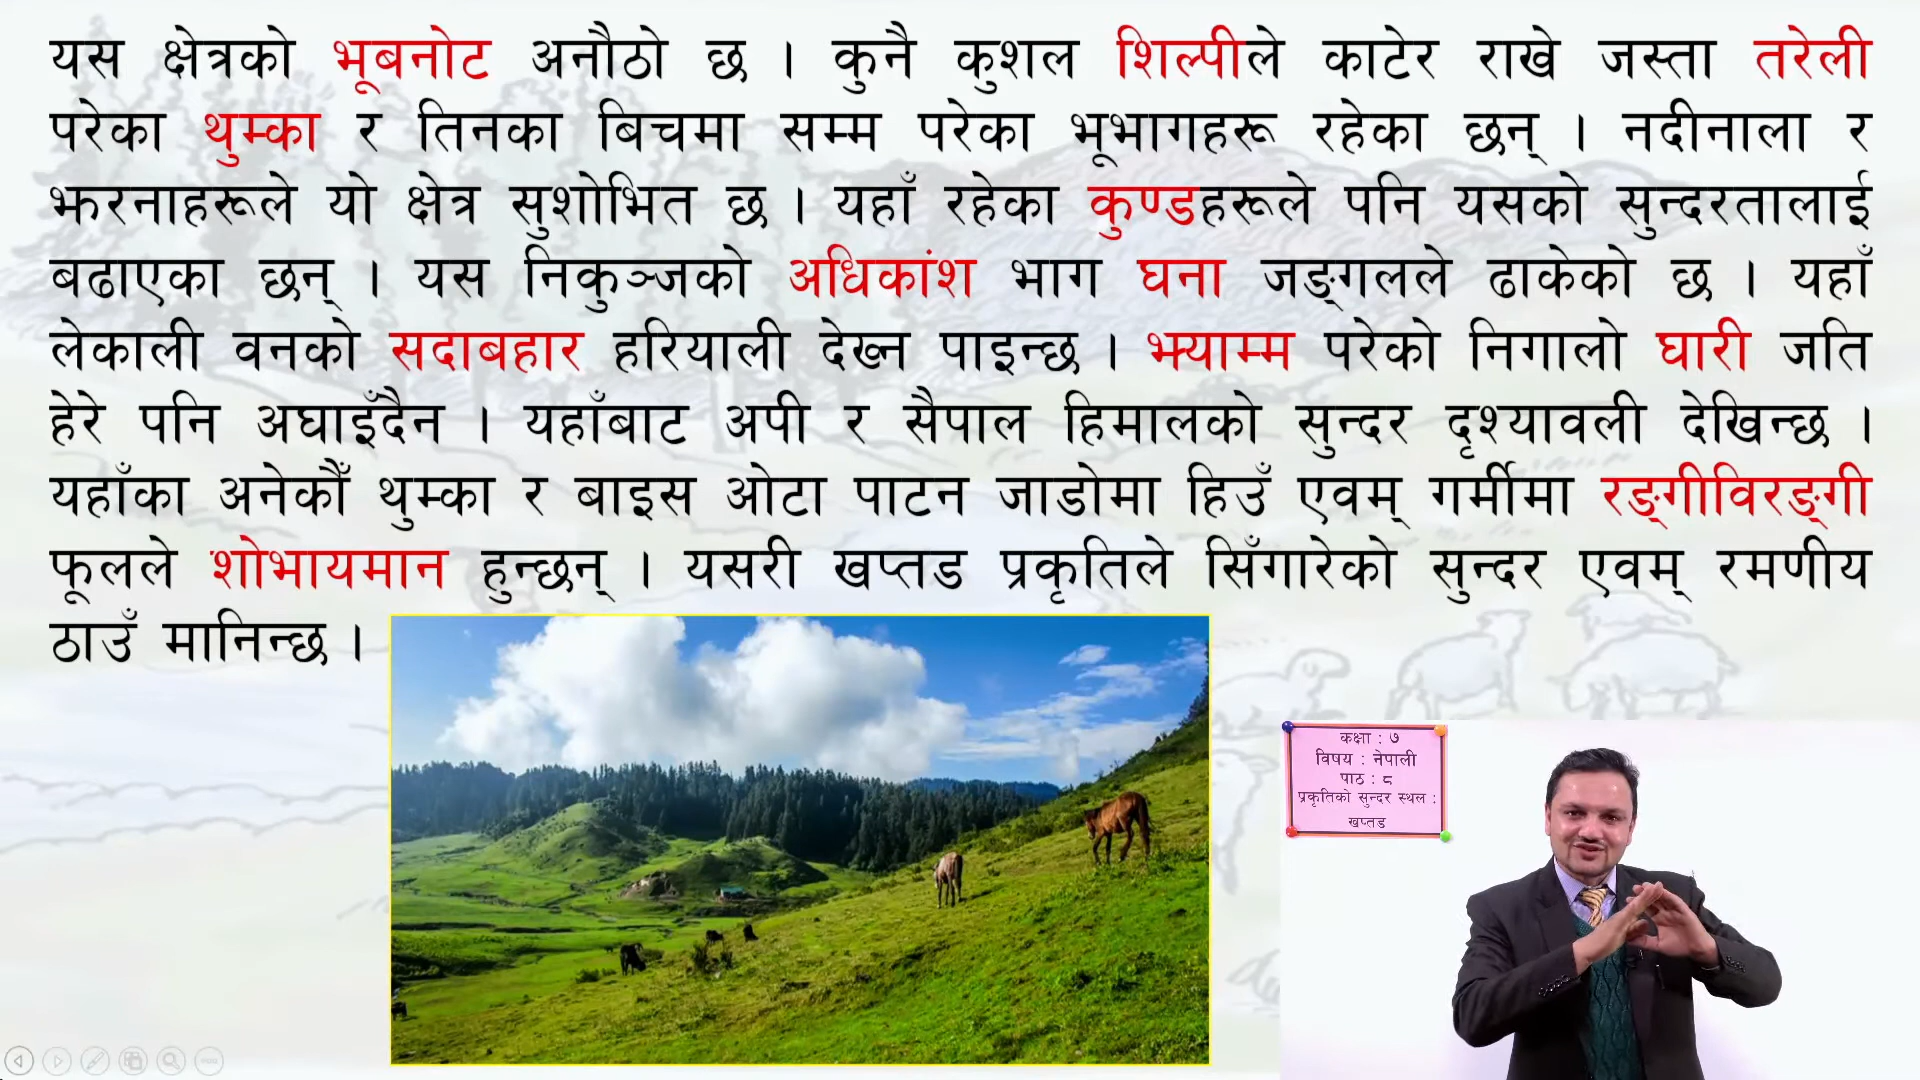 यस क्षेत्रको भूबनोट अनौठो छ । कुनै कुशल शिल्पीले काटेर राखे जस्ता तरेली
परेका थुम्का र तिनका बिचमा सम्म परेका भूभागहरू रहेका छन् । नदीनाला र
झरनाहरूले यो क्षेत्र सुशोभित छ । यहाँ रहेका कुण्डहरूले पनि यसको सुन्दरतालाई
बढाएका छन् । यस निकुञ्जको अधिकांश भाग घना जङ्गलले ढाकेको छ । यहाँ
लेकाली वनको सदाबहार हरियाली देख्न पाइन्छ । झ्याम्म परेको निगालो घारी जति
हेरे पनि अघाइँदैन । यहाँबाट अपी र सैपाल हिमालको सुन्दर दृश्यावली देखिन्छ ।
यहाँका अनेकौँ थुम्का र बाइस ओटा पाटन जाडोमा हिउँ एवम् गर्मीमा रङ्गीविरङ्गी
फूलले शोभायमान हुन्छन् । यसरी खप्तड प्रकृतिले सिँगारेको सुन्दर एवम् रमणीय
ठाउँ मानिन्छ ।
कक्षा : ७
विषय : नेपाली
पाठ : ८
प्रकृतिको सुन्दर स्थल :
खप्तड